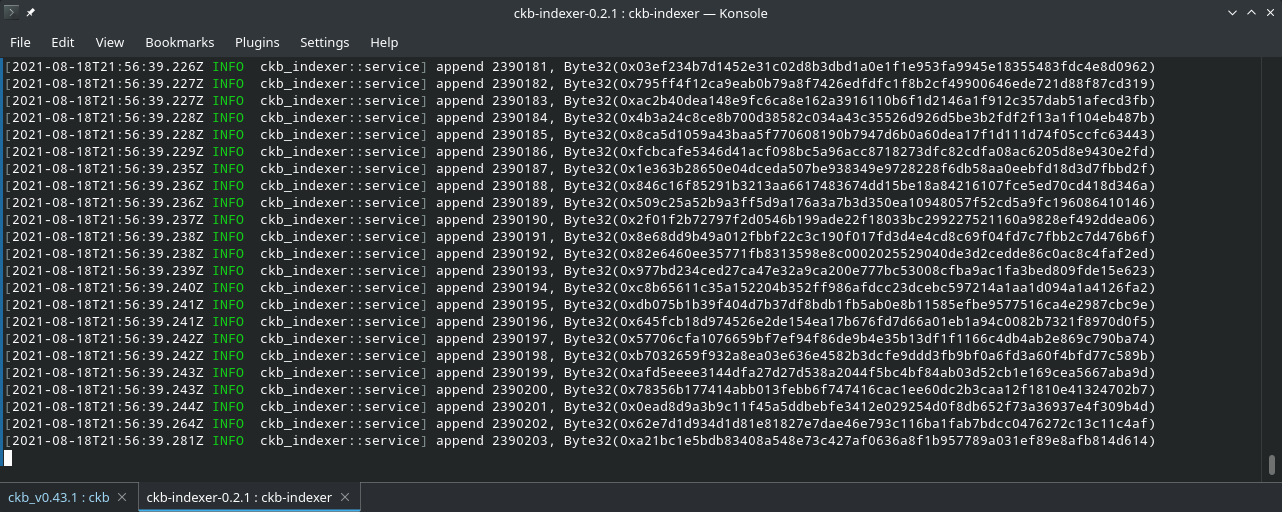 ckb-indexer-0.2.1 : ckb-indexer — Konsole
File Edit View Bookmarks Plugins Settings Help
[2021-08-18T21:56:39.226Z INFO  ckb_indexer::service] append 2390181, Byte32(0x03ef234b7d1452e31c02d8b3dbd1a0e1f1e953fa9945e18355483fdc4e8d0962)
[2021-08-18T21:56:39.227Z INFO  ckb_indexer::service] append 2390182, Byte32(0x795ff4f12ca9eab0b79a8f7426edfdfc1f8b2cf49900646ede721d88f87cd319)
[2021-08-18T21:56:39.227Z INFO  ckb_indexer::service] append 2390183, Byte32(0xac2b40dea148e9fc6ca8e162a3916110b6f1d2146a1f912c357dab51afecd3fb)
[2021-08-18T21:56:39.228Z INFO  ckb_indexer::service] append 2390184, Byte32(0x4b3a24c8ce8b700d38582c034a43c35526d926d5be3b2fdf2f13a1f104eb487b)
[2021-08-18T21:56:39.228Z INFO  ckb_indexer::service] append 2390185, Byte32(0x8ca5d1059a43baa5f770608190b7947d6b0a60dea17f1d111d74f05ccfc63443)
[2021-08-18T21:56:39.229Z INFO  ckb_indexer::service] append 2390186, Byte32(0xfcbcafe5346d41acf098bc5a96acc8718273dfc82cdfa08ac6205d8e9430e2fd)
[2021-08-18T21:56:39.235Z INFO  ckb_indexer::service] append 2390187, Byte32(0x1e363b28650e04dceda507be938349e9728228f6db58aa0eebfd18d3d7fbbd2f)
[2021-08-18T21:56:39.236Z INFO  ckb_indexer::service] append 2390188, Byte32(0x846c16f85291b3213aa6617483674dd15be18a84216107fce5ed70cd418d346a)
[2021-08-18T21:56:39.236Z INFO  ckb_indexer::service] append 2390189, Byte32(0x509c25a52b9a3ff5d9a176a3a7b3d350ea10948057f52cd5a9fc196086410146)
[2021-08-18T21:56:39.237Z INFO  ckb_indexer::service] append 2390190, Byte32(0x2f01f2b72797f2d0546b199ade22f18033bc299227521160a9828ef492ddea06)
[2021-08-18T21:56:39.238Z INFO  ckb_indexer::service] append 2390191, Byte32(0x8e68dd9b49a012fbbf22c3c190f017fd3d4e4cd8c69f04fd7c7fbb2c7d476b6f)
[2021-08-18T21:56:39.238Z INFO  ckb_indexer::service] append 2390192, Byte32(0x82e6460ee35771fb8313598e8c0002025529040de3d2cedde86c0ac8c4faf2ed)
[2021-08-18T21:56:39.239Z INFO  ckb_indexer::service] append 2390193, Byte32(0x977bd234ced27ca47e32a9ca200e777bc53008cfba9ac1fa3bed809fde15e623)
[2021-08-18T21:56:39.240Z INFO  ckb_indexer::service] append 2390194, Byte32(0xc8b65611c35a152204b352ff986afdcc23dcebc597214a1aa1d094a1a4126fa2)
[2021-08-18T21:56:39.241Z INFO  ckb_indexer::service] append 2390195, Byte32(0xdb075b1b39f404d7b37df8bdb1fb5ab0e8b11585efbe9577516ca4e2987cbc9e)
[2021-08-18T21:56:39.241Z INFO  ckb_indexer::service] append 2390196, Byte32(0x645fcb18d974526e2de154ea17b676fd7d66a01eb1a94c0082b7321f8970d0f5)
[2021-08-18T21:56:39.242Z INFO  ckb_indexer::service] append 2390197, Byte32(0x57706cfa1076659bf7ef94f86de9b4e35b13df1f1166c4db4ab2e869c790ba74)
[2021-08-18T21:56:39.242Z INFO  ckb_indexer::service] append 2390198, Byte32(0xb7032659f932a8ea03e636e4582b3dcfe9ddd3fb9bf0a6fd3a60f4bfd77c589b)
[2021-08-18T21:56:39.243Z INFO  ckb_indexer::service] append 2390199, Byte32(0xafd5eeee3144dfa27d27d538a2044f5bc4bf84ab03d52cb1e169cea5667aba9d)
[2021-08-18T21:56:39.243Z INFO  ckb_indexer::service] append 2390200, Byte32(0x78356b177414abb013febb6f747416cac1ee60dc2b3caa12f1810e41324702b7)
[2021-08-18T21:56:39.244Z INFO  ckb_indexer::service] append 2390201, Byte32(0x0ead8d9a3b9c11f45a5ddbebfe3412e029254d0f8db652f73a36937e4f309b4d)
[2021-08-18T21:56:39.264Z INFO  ckb_indexer::service] append 2390202, Byte32(0x62e7d1d934d1d81e81827e7dae46e793c116ba1fab7bdcc0476272c13c11c4af)
[2021-08-18T21:56:39.281Z INFO  ckb_indexer::service] append 2390203, Byte32(0xa21bc1e5bdb83408a548e73c427af0636a8f1b957789a031ef89e8afb814d614)
ckb_v0.43.1 : ckb ckb-indexer-0.2.1 : ckb-indexer